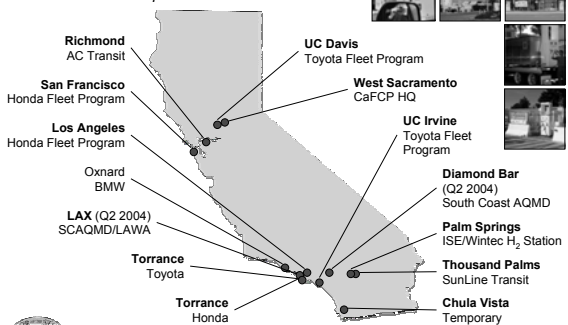 Richmond
AC Transit
San Francisco
Honda Fleet Program
Los Angeles
Honda Fleet Program
Oxnard
BMW
LAX (Q2 2004)
SCAQMD/LAWA
Torrance
Toyota
Torrance
Honda
UC Davis
Toyota Fleet Program
West Sacramento
CaFCP HQ
UC Irvine
Toyota Fleet
Program
Diamond Bar
(Q2 2004)
South Coast AQMD
Palm Springs
ISE/Wintec H₂ Station
Thousand Palms
SunLine Transit
Chula Vista
Temporary